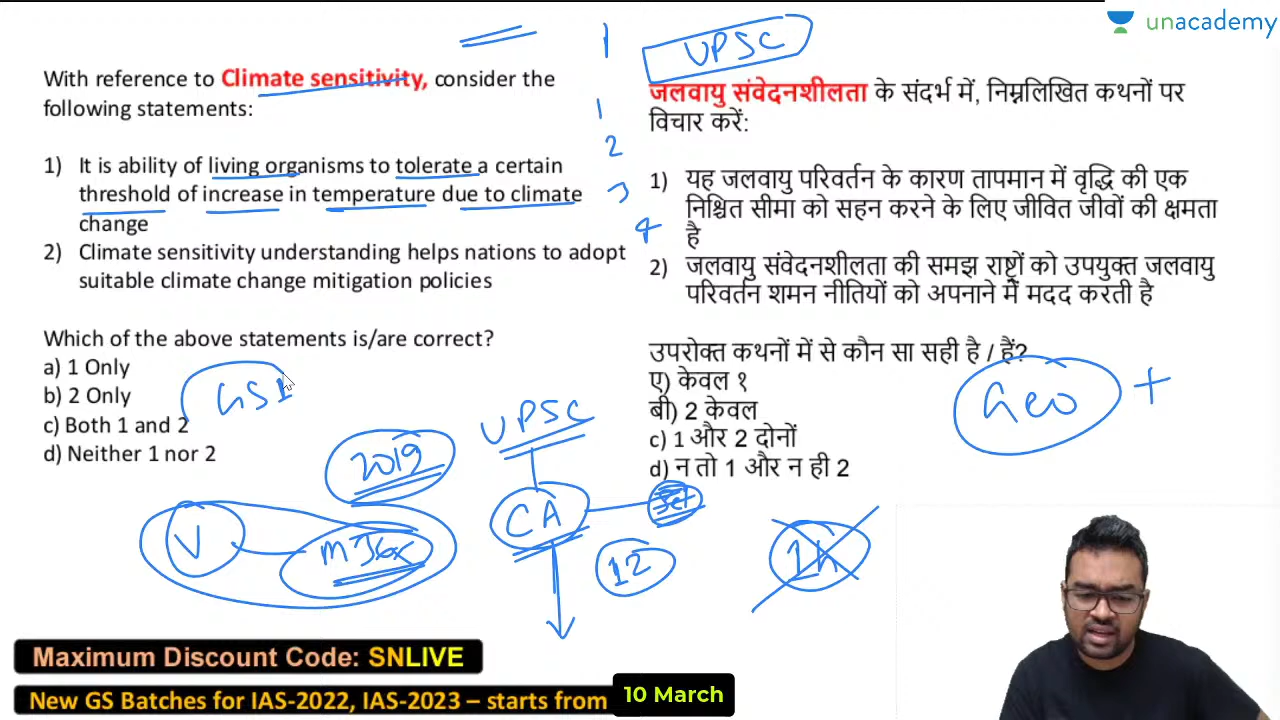 unacademy
1
UPSC
With reference to Climate sensitivity, consider the
following statements:
1) It is ability of living organisms to tolerate a certain
threshold of increase in temperature due to climate
change
2) Climate sensitivity understanding helps nations to adopt
suitable climate change mitigation policies
Which of the above statements is/are correct?
a) 1 Only
b) 2 Only
c) Both 1 and 2
d) Neither 1 nor 2
1
2
3
4
जलवायु संवेदनशीलता के संदर्भ में, निम्नलिखित कथनों पर
विचार करें:
1) यह जलवायु परिवर्तन के कारण तापमान में वृद्धि की एक
निश्चित सीमा को सहन करने के लिए जीवित जीवों की क्षमता
है
2) जलवायु संवेदनशीलता की समझ राष्ट्रों को उपयुक्त जलवायु
परिवर्तन शमन नीतियों को अपनाने में मदद करती है
उपरोक्त कथनों में से कौन सा सही है / हैं?
ए) केवल १
बी) 2 केवल
c) 1 और 2 दोनों
d) न तो 1 और न ही 2
GS1
Geo +
UPSC
2019
CA
V
12
Maximum Discount Code: SNLIVE
New GS Batches for IAS-2022, IAS-2023 – starts from
10 March